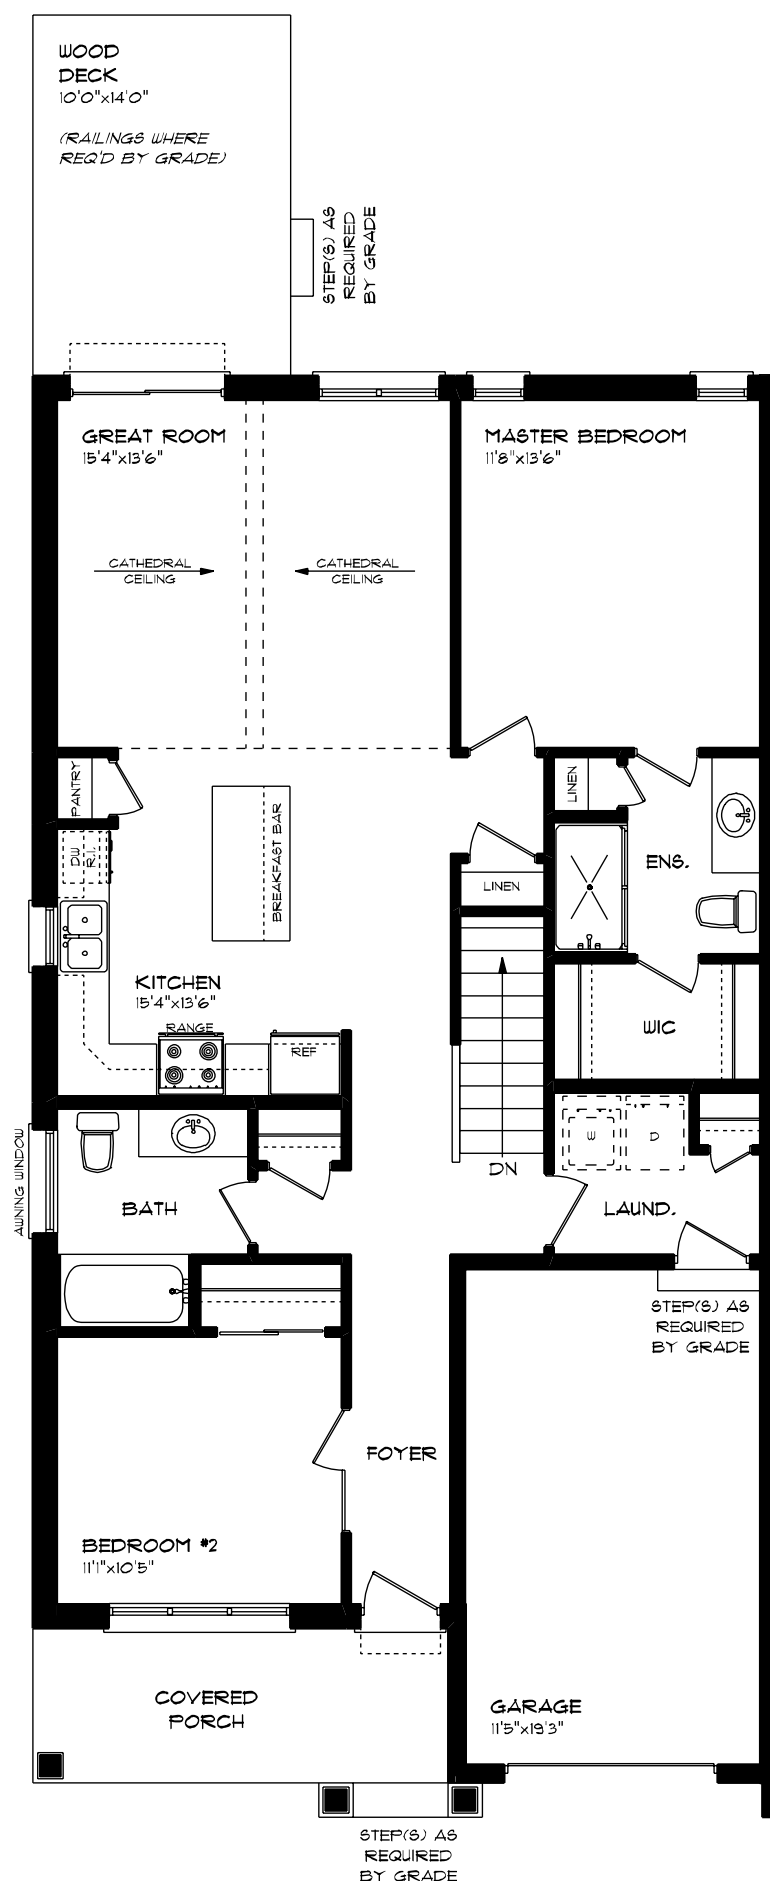 WOOD
DECK
10'0"x14'0"
(RAILINGS WHERE
REQ'D BY GRADE)
STEP(S) AS
REQUIRED
BY GRADE
GREAT ROOM
15'4"x13'6"
MASTER BEDROOM
11'8"x13'6"
CATHEDRAL
CEILING
CATHEDRAL
CEILING
PANTRY
LINEN
BREAKFAST BAR
DW
R.I.
ENS.
LINEN
KITCHEN
15'4"x13'6"
RANGE
REF
WIC
AWNING WINDOW
W
D
DN
BATH
LAUND.
STEP(S) AS
REQUIRED
BY GRADE
FOYER
BEDROOM #2
11'1"x10'5"
COVERED
PORCH
GARAGE
11'5"x19'3"
STEP(S) AS
REQUIRED
BY GRADE